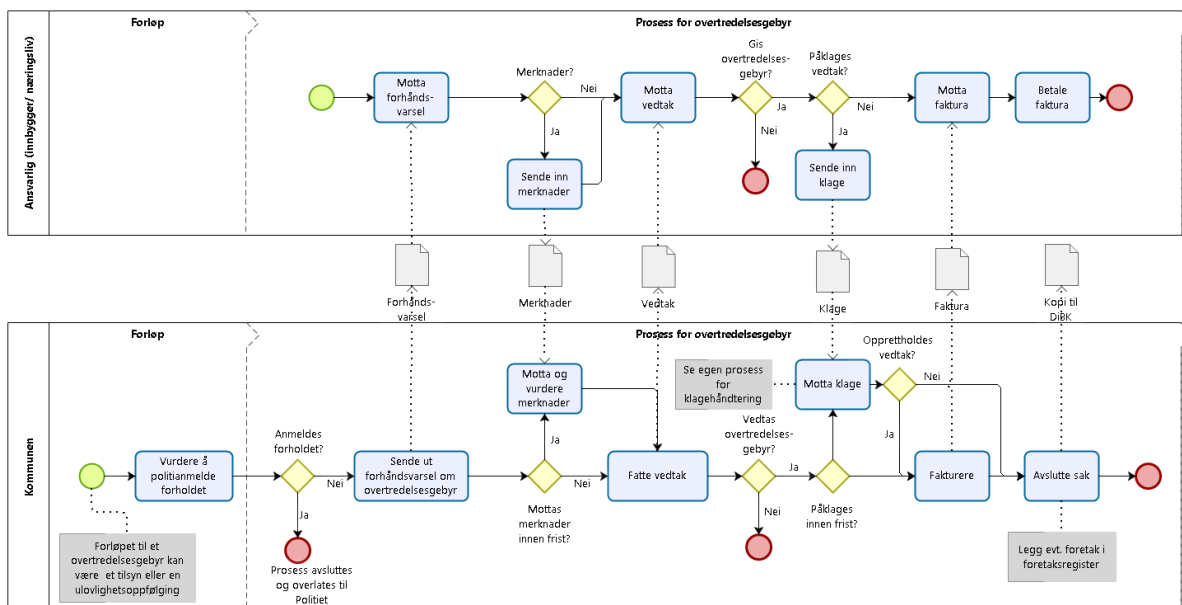 Forløp
Prosess for overtredelsesgebyr
Ansvarlig (innbygger/ næringsliv)
Motta
forhånds-
varsel
Merknader?
Nei
Ja
Sende inn
merknader
Motta
vedtak
Gis
overtredelses-
gebyr?
Ja
Nei
Påklages
vedtak?
Nei
Ja
Sende inn
klage
Motta
faktura
Betale
faktura
Forhånds-
varsel
Merknader
Vedtak
Klage
Faktura
Kopi til
DiBK
Forløp
Prosess for overtredelsesgebyr
Kommunen
Vurdere å
politianmelde
forholdet
Forløpet til et
overtredelsesgebyr kan
være et tilsyn eller en
ulovlighetsoppfølging
Anmeldes
forholdet?
Nei
Ja
Prosess avsluttes
og overlates til
Politiet
Sende ut
forhåndsvarsel om
overtredelsesgebyr
Motta og
vurdere
merknader
Ja
Nei
Mottas
merknader
innen frist?
Fatte vedtak
Se egen prosess
for
klagehåndtering
Vedtas
overtredelses-
gebyr?
Ja
Nei
Motta klage
Ja
Påklages
innen frist?
Opprettholdes
vedtak?
Nei
Ja
Fakturere
Avslutte sak
Legg evt. foretak i
foretaksregister